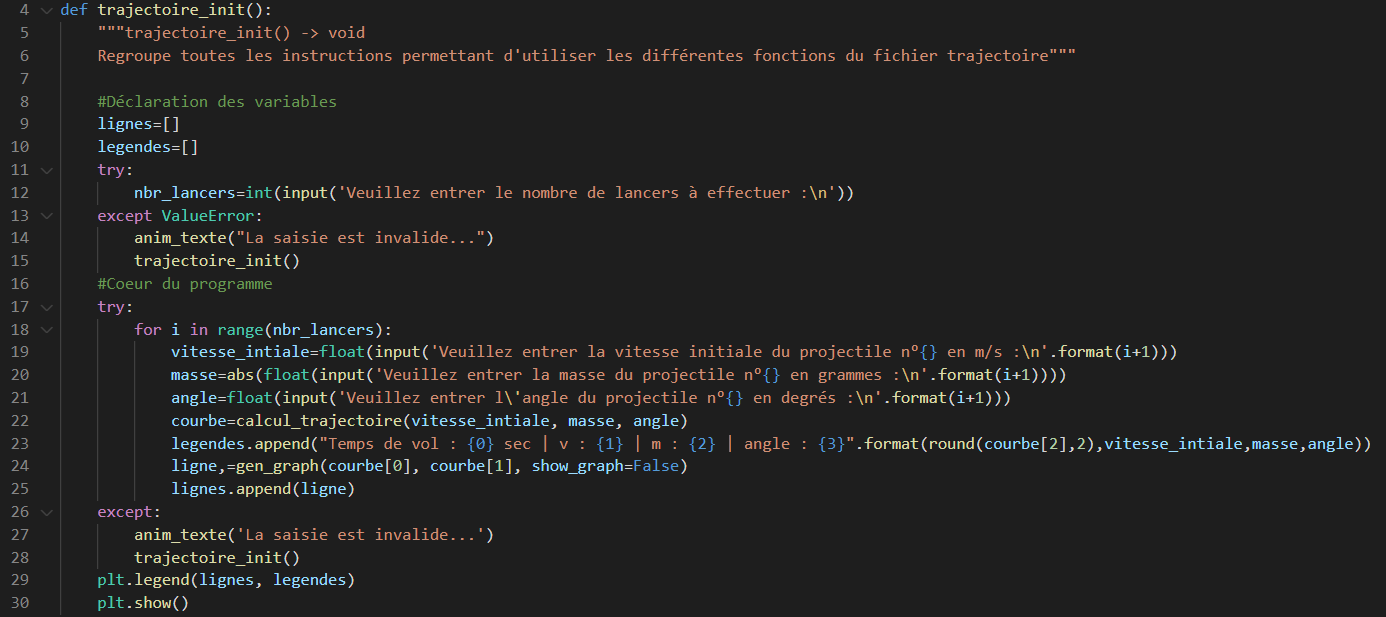 4 def trajectoire_init():
5     """trajectoire_init() -> void
6     Regroupe toutes les instructions permettant d'utiliser les différentes fonctions du fichier trajectoire"""
7
8     #Déclaration des variables
9     lignes=[]
10     legendes=[]
11     try:
12         nbr_lancers=int(input('Veuillez entrer le nombre de lancers à effectuer :\n'))
13     except ValueError:
14         anim_texte("La saisie est invalide...")
15         trajectoire_init()
16     #Coeur du programme
17     try:
18         for i in range(nbr_lancers):
19             vitesse_intiale=float(input('Veuillez entrer la vitesse initiale du projectile n°{} en m/s :\n'.format(i+1)))
20             masse=abs(float(input('Veuillez entrer la masse du projectile n°{} en grammes :\n'.format(i+1))))
21             angle=float(input('Veuillez entrer l\'angle du projectile n°{} en degrés :\n'.format(i+1)))
22             courbe=calcul_trajectoire(vitesse_intiale, masse, angle)
23             legendes.append("Temps de vol : {0} sec | v : {1} | m : {2} | angle : {3}".format(round(courbe[2],2),vitesse_intiale,masse,angle))
24             ligne,=gen_graph(courbe[0], courbe[1], show_graph=False)
25             lignes.append(ligne)
26     except:
27         anim_texte('La saisie est invalide...')
28         trajectoire_init()
29     plt.legend(lignes, legendes)
30     plt.show()